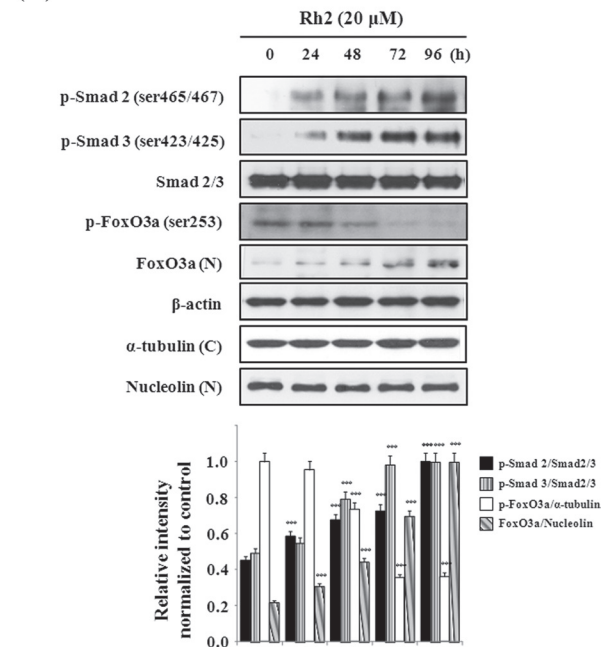 Rh2 (20 μM)
0 24 48 72 96 (h)
p-Smad 2 (ser465/467)
p-Smad 3 (ser423/425)
Smad 2/3
p-FoxO3a (ser253)
FoxO3a (N)
β-actin
α-tubulin (C)
Nucleolin (N)
Relative intensity
normalized to control
1.0
0.8
0.6
0.4
0.2
0.0
*** *** *** *** *** *** *** *** *** *** *** *** *** ***
p-Smad 2/Smad2/3
p-Smad 3/Smad2/3
p-FoxO3a/α-tubulin
FoxO3a/Nucleolin